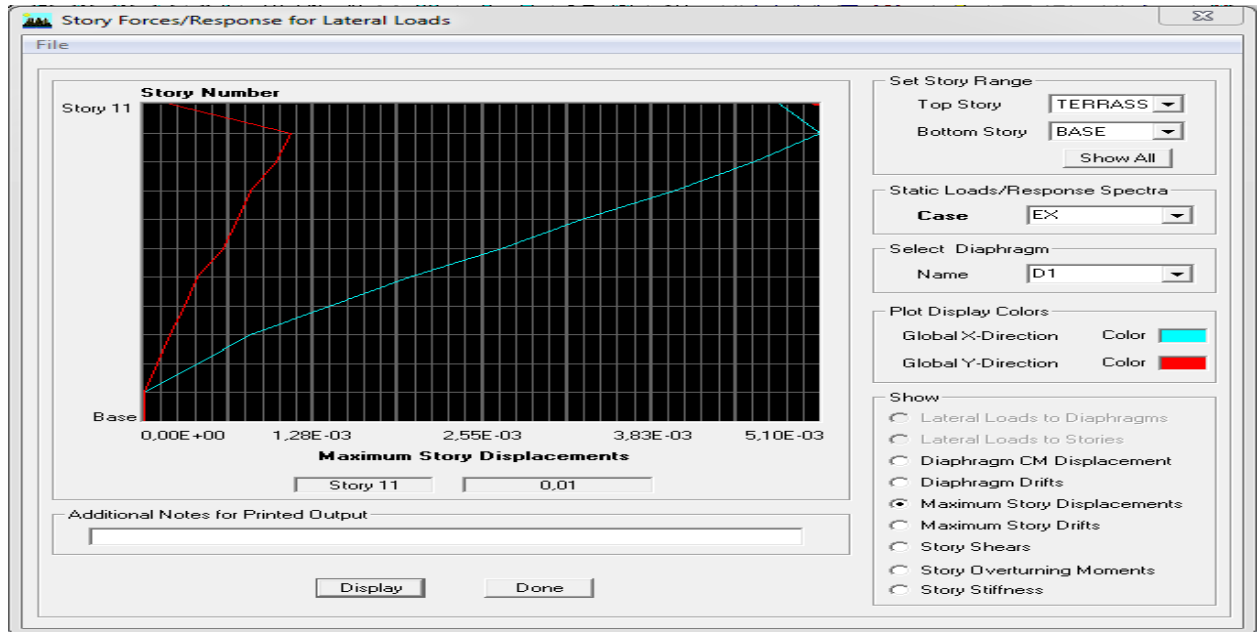 Story Forces/Response for Lateral Loads
File
Story Number
Story 11
Base
0,00E+00 1,28E-03 2,55E-03 3,83E-03 5,10E-03
Maximum Story Displacements
Story 11 0,01
Additional Notes for Printed Output
Display Done
Set Story Range
Top Story TERRASS
Bottom Story BASE
Show All
Static Loads/Response Spectra
Case EX
Select Diaphragm
Name D1
Plot Display Colors
Global X-Direction Color
Global Y-Direction Color
Show
Lateral Loads to Diaphragms
Lateral Loads to Stories
Diaphragm CM Displacement
Diaphragm Drifts
Maximum Story Displacements
Maximum Story Drifts
Story Shears
Story Overturning Moments
Story Stiffness